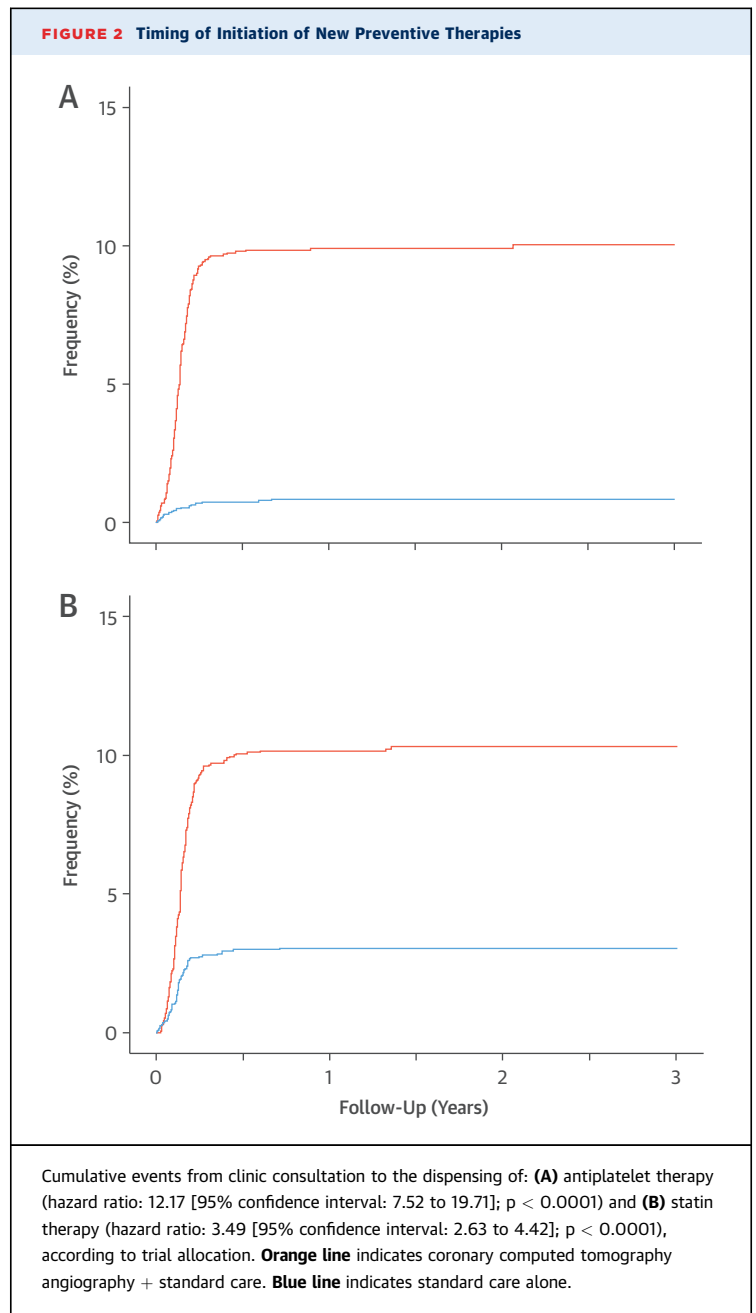 FIGURE 2 Timing of Initiation of New Preventive Therapies
A
15
10
5
0
Frequency (%)
B
15
10
5
0
Frequency (%)
0 1 2 3
Follow-Up (Years)
Cumulative events from clinic consultation to the dispensing of: (A) antiplatelet therapy
(hazard ratio: 12.17 [95% confidence interval: 7.52 to 19.71]; p < 0.0001) and (B) statin
therapy (hazard ratio: 3.49 [95% confidence interval: 2.63 to 4.42]; p < 0.0001),
according to trial allocation. Orange line indicates coronary computed tomography
angiography + standard care. Blue line indicates standard care alone.